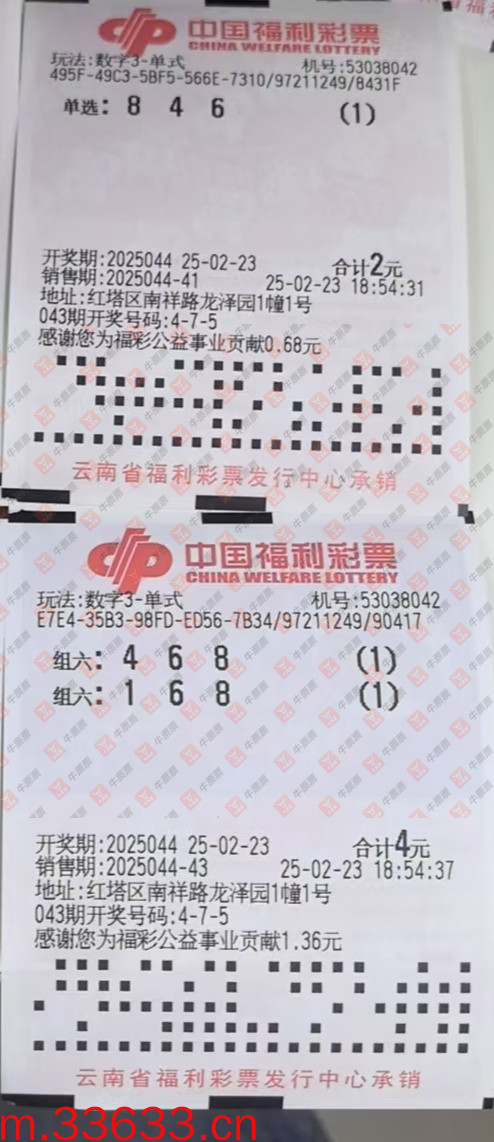 中国福利彩票
CHINA WELFARE LOTTERY
玩法:数字3-单式 机号:53038042
495F-49C3-5BF5-566E-7310/97211249/8431F
单选: 8 4 6 (1)
开奖期:2025044 25-02-23 合计2元
销售期:2025044-41 25-02-23 18:54:31
地址:红塔区南祥路龙泽园1幢1号
043期开奖号码:4-7-5
感谢您为福彩公益事业贡献0.68元
云南省福利彩票发行中心承销
中国福利彩票
CHINA WELFARE LOTTERY
玩法:数字3-单式 机号:53038042
E7E4-35B3-98FD-ED56-7B34/97211249/90417
组六: 4 6 8 (1)
组六: 1 6 8 (1)
开奖期:2025044 25-02-23 合计4元
销售期:2025044-43 25-02-23 18:54:37
地址:红塔区南祥路龙泽园1幢1号
043期开奖号码:4-7-5
感谢您为福彩公益事业贡献1.36元
云南省福利彩票发行中心承销
m.33633.cn